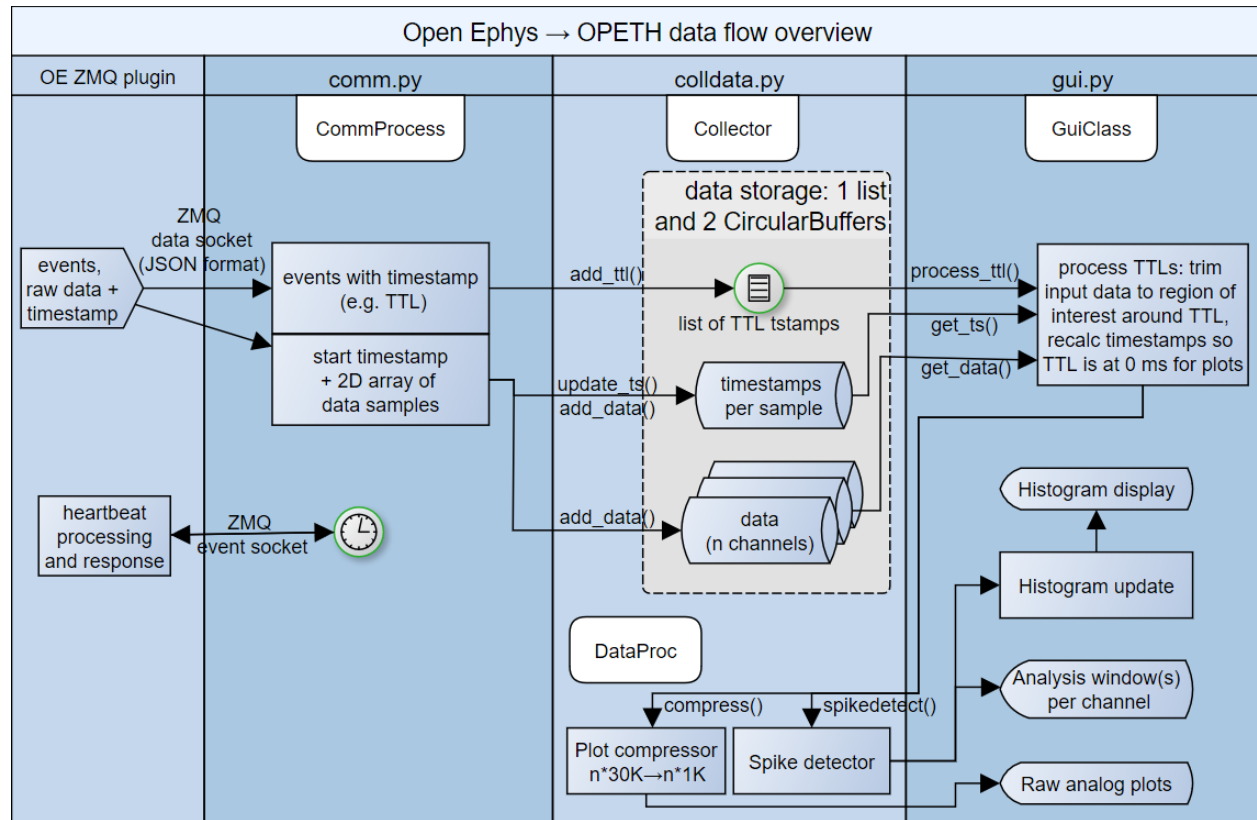 Open Ephys → OPETH data flow overview
OE ZMQ plugin
comm.py
colldata.py
gui.py
CommProcess
Collector
GuiClass
data storage: 1 list
and 2 CircularBuffers
ZMQ
data socket
(JSON format)
events,
raw data +
timestamp
events with timestamp
(e.g. TTL)
add_ttl()
list of TTL tstamps
process_ttl()
get_ts()
get_data()
process TTLs: trim
input data to region of
interest around TTL,
recalc timestamps so
TTL is at 0 ms for plots
start timestamp
+ 2D array of
data samples
update_ts()
add_data()
timestamps
per sample
add_data()
data
(n channels)
heartbeat
processing
and response
ZMQ
event socket
Histogram display
Histogram update
DataProc
Analysis window(s)
per channel
compress()
spikedetect()
Plot compressor
n*30K→n*1K
Spike detector
Raw analog plots